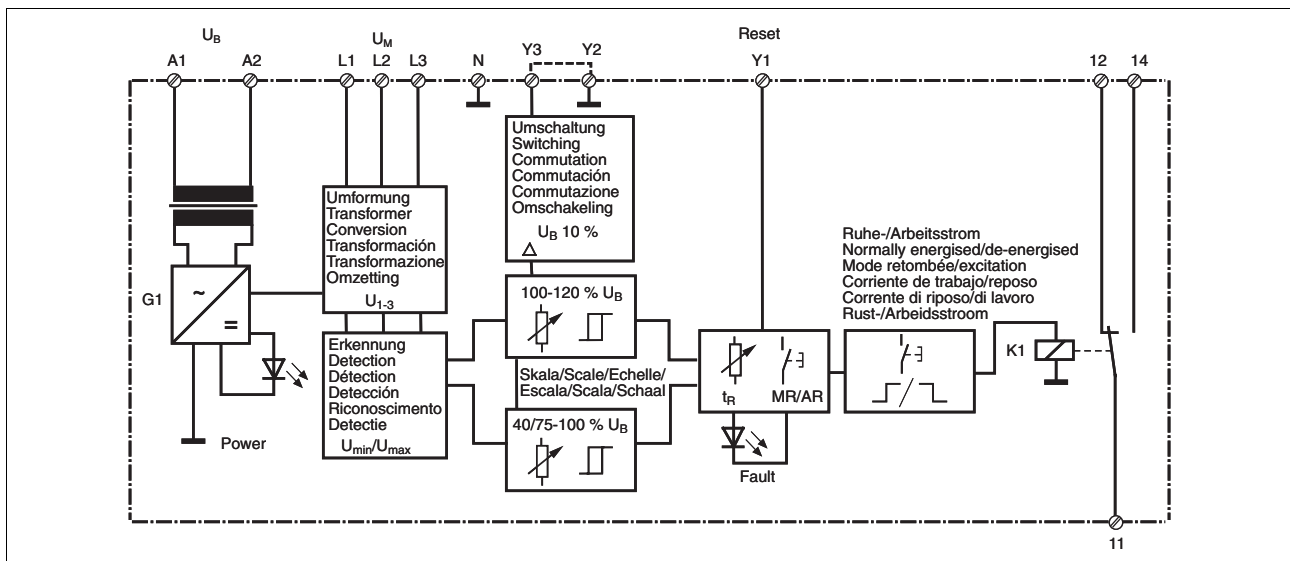 U_B
U_M
Reset
A1
A2
L1
L2
L3
N
Y3
Y2
Y1
12
14
Umschaltung
Switching
Commutation
Commutación
Commutazione
Omschakeling
U_B 10 %
△
Umformung
Transformer
Conversion
Transformación
Transformazione
Omzetting
U_1-3
G1
~
=
Power
Erkennung
Detection
Détection
Detección
Riconoscimento
Detectie
U_min/U_max
100-120 % U_B
Skala/Scale/Echelle/
Escala/Scala/Schaal
40/75-100 % U_B
t_R
MR/AR
Fault
Ruhe-/Arbeitsstrom
Normally energised/de-energised
Mode retombée/excitation
Corriente de trabajo/reposo
Corrente di riposo/di lavoro
Rust-/Arbeidsstroom
K1
11